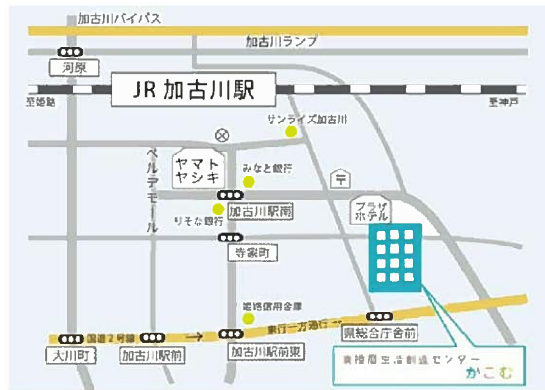 加古川バイパス
加古川ランプ
河原
JR 加古川駅
至姫路
至神戸
サンライズ加古川
ヤマト
ヤシキ
みなと銀行
ベルデモール
加古川駅南
りそな銀行
プラザ
ホテル
寺家町
姫路信用金庫
東行一方通行
県総合庁舎前
国道2号線
大川町
加古川駅前
加古川駅前東
東播磨生活創造センター
かこむ